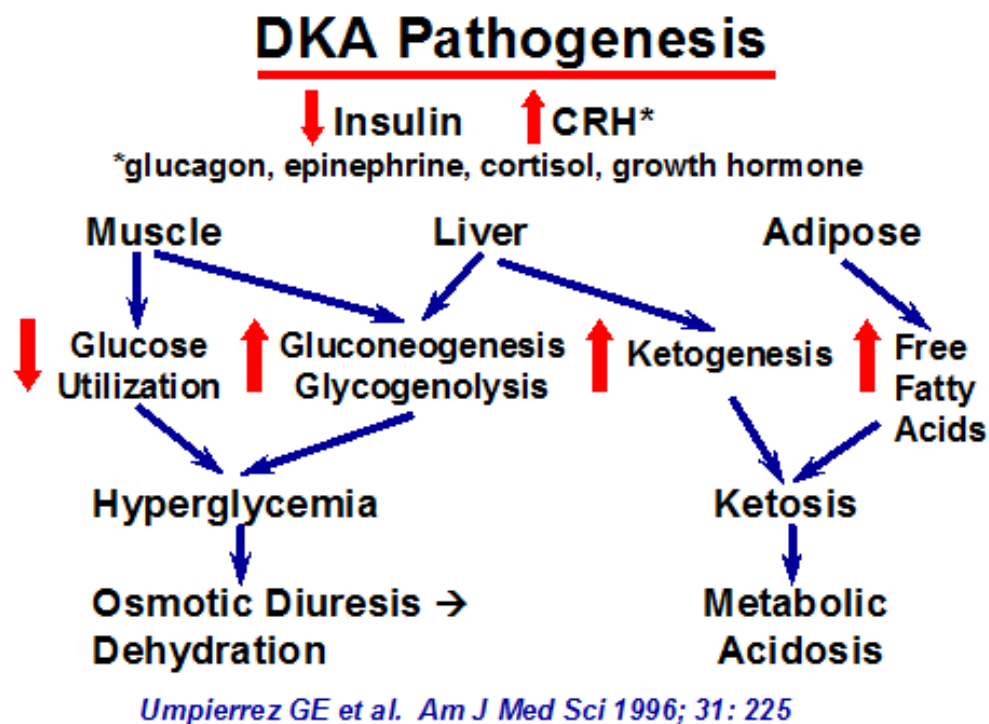 DKA Pathogenesis
Insulin CRH*
*glucagon, epinephrine, cortisol, growth hormone
Muscle Liver Adipose
Glucose
Utilization
Gluconeogenesis
Glycogenolysis
Ketogenesis
Free
Fatty
Acids
Hyperglycemia
Ketosis
Osmotic Diuresis →
Dehydration
Metabolic
Acidosis
Umpierrez GE et al. Am J Med Sci 1996; 31: 225